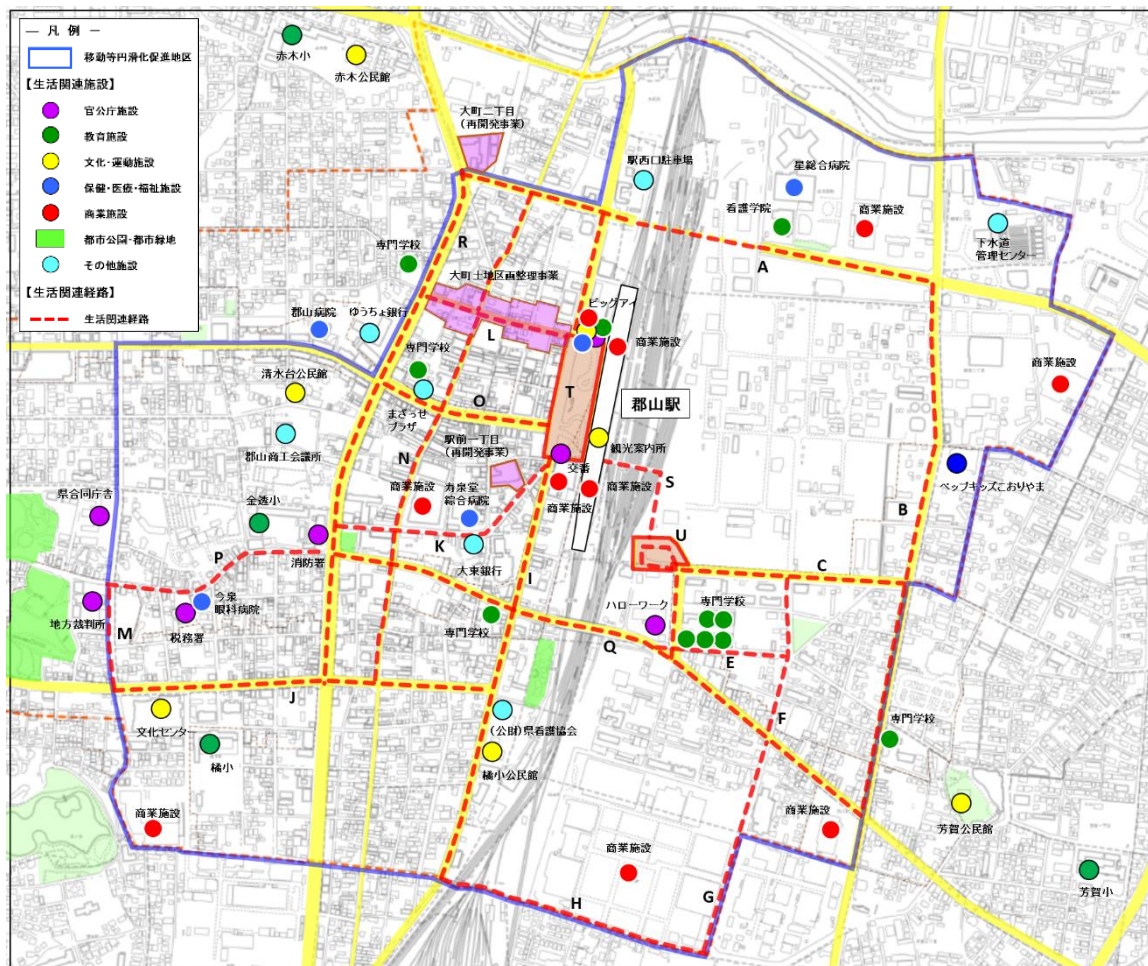 ― 凡 例 ―
移動等円滑化促進地区
【生活関連施設】
官公庁施設
教育施設
文化・運動施設
保健・医療・福祉施設
商業施設
都市公園・都市緑地
その他施設
【生活関連経路】
生活関連経路
赤木小
赤木公民館
大町二丁目
(再開発事業)
駅西口駐車場
星総合病院
看護学院
商業施設
下水道
管理センター
R
専門学校
A
大町土地区画整理事業
郡山病院
ゆうちょ銀行
L
ビッグアイ
商業施設
専門学校
商業施設
清水台公民館
まざっせ
プラザ
O
T
郡山駅
郡山商工会議所
駅前一丁目
(再開発事業)
観光案内所
N
交番
商業施設
S
ペップキッズこおりやま
県合同庁舎
金透小
商業施設
寿泉堂
綜合病院
商業施設
B
消防署
K
大東銀行
U
P
I
C
今泉
眼科病院
地方裁判所
税務署
M
専門学校
ハローワーク
専門学校
Q
E
J
F
文化センター
(公財)県看護協会
専門学校
橘小
橘小公民館
商業施設
商業施設
芳賀公民館
商業施設
芳賀小
H
G